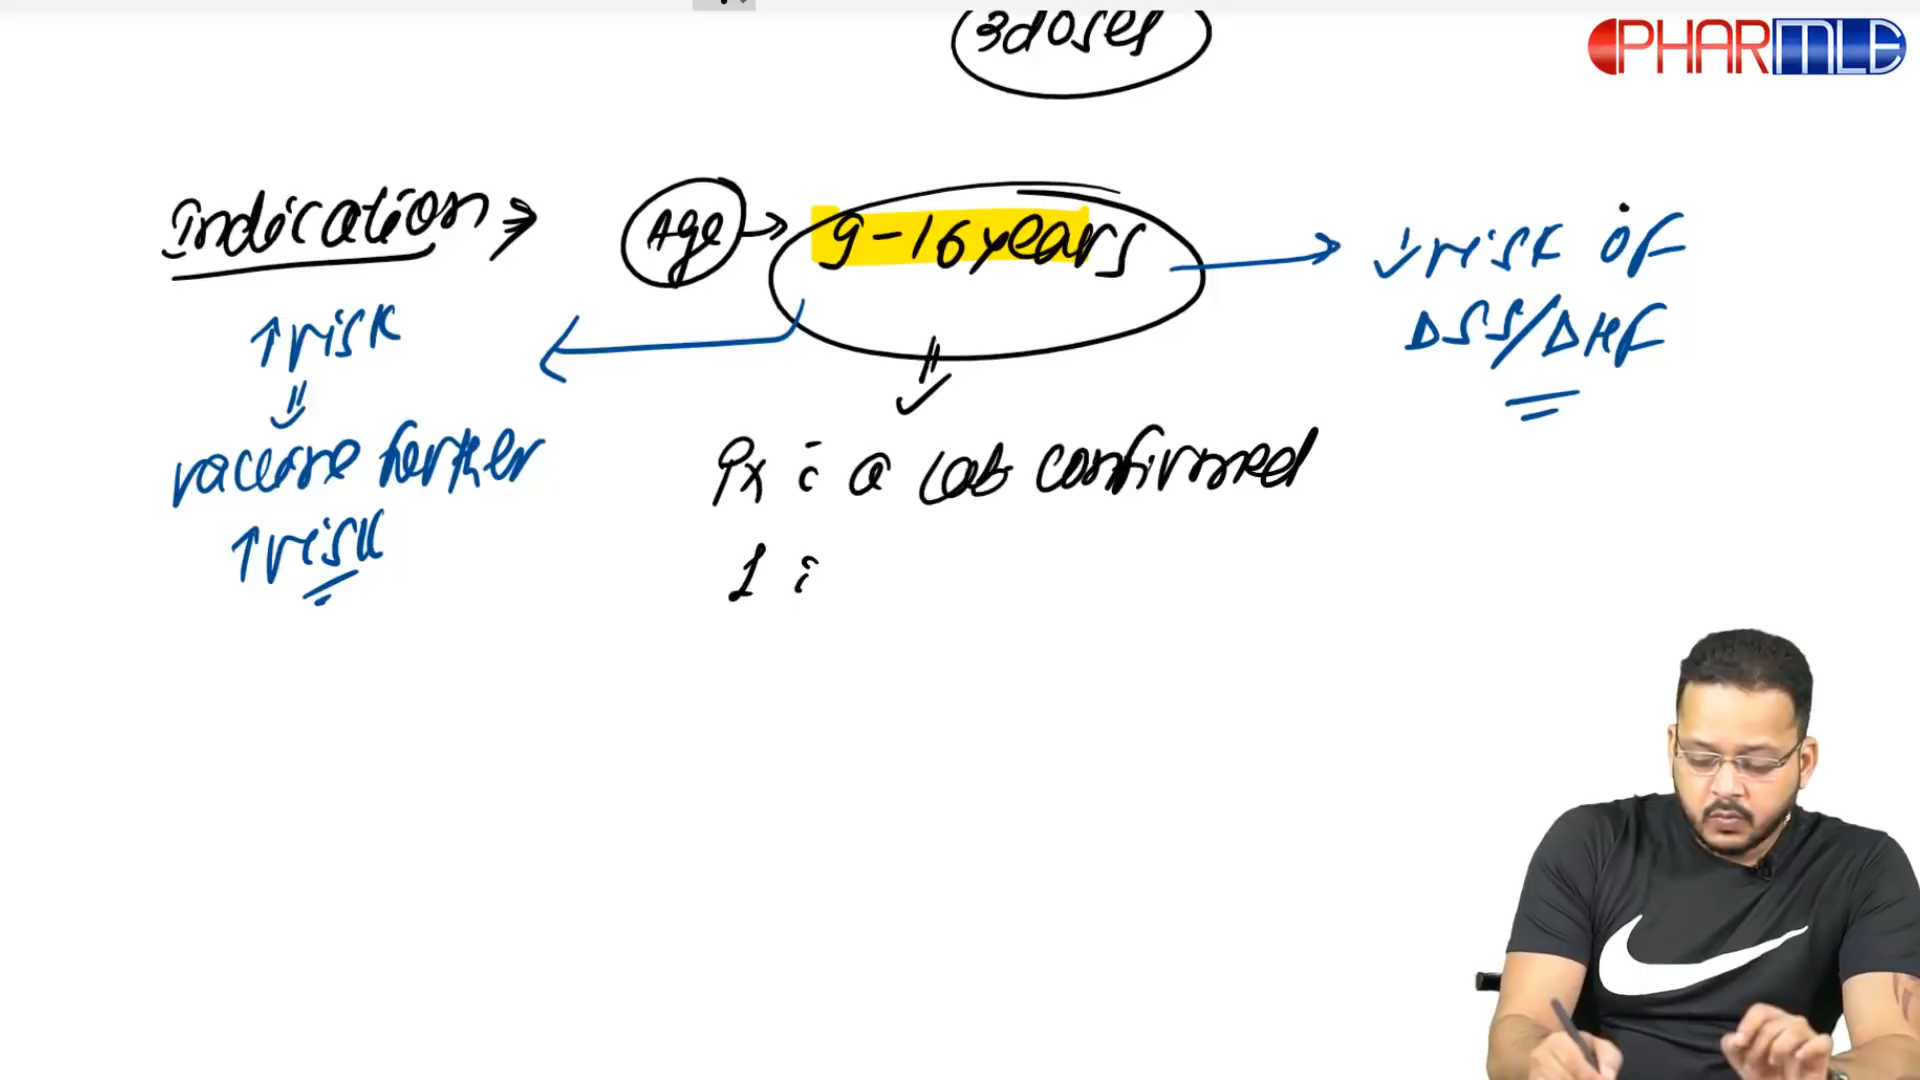 3doses
PHARMLE
Indication → Age → 9-16 years → ↓risk of
DSS/DHF
↑risk
⇓
vaccine further
↑risk
⇓
Px c̄ a Lab confirmed
1 i